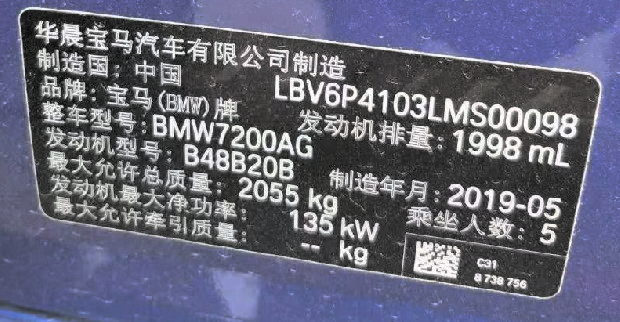 华晨宝马汽车有限公司制造
制造国: 中国 LBV6P4103LMS00098
品牌: 宝马(BMW)牌 发动机排量: 1998 mL
整车型号: BMW7200AG
发动机型号: B48B20B 制造年月: 2019-05
最大允许总质量: 2055 kg 乘坐人数: 5
发动机最大净功率: 135 kW
最大允许牵引质量: -- kg
C31
8 738 756